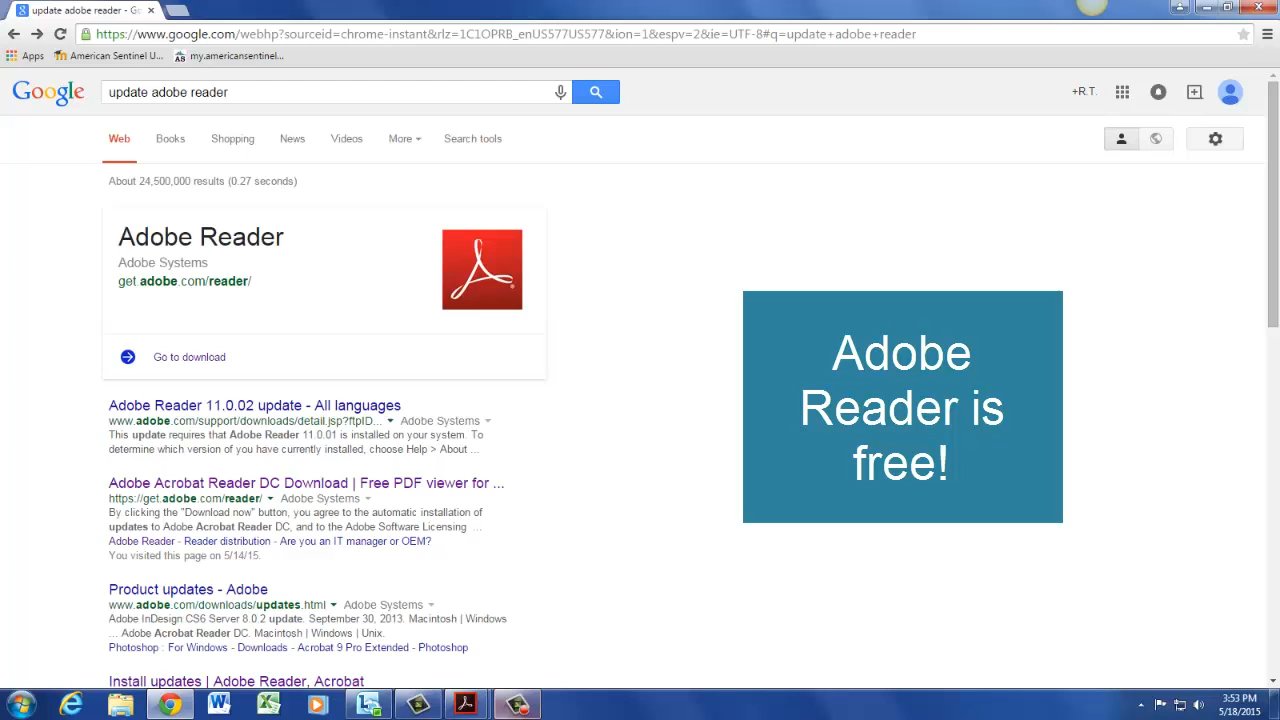 update adobe reader - Go
https://www.google.com/webhp?sourceid=chrome-instant&rlz=1C1OPRB_enUS577US577&ion=1&espv=2&ie=UTF-8#q=update+adobe+reader
Apps American Sentinel U... my.americansentinel...
Google update adobe reader +R.T.
Web Books Shopping News Videos More Search tools
About 24,500,000 results (0.27 seconds)
Adobe Reader
Adobe Systems
get.adobe.com/reader/
Go to download
Adobe Reader is free!
Adobe Reader 11.0.02 update - All languages
www.adobe.com/support/downloads/detail.jsp?ftpID... Adobe Systems
This update requires that Adobe Reader 11.0.01 is installed on your system. To
determine which version of you have currently installed, choose Help > About ...
Adobe Acrobat Reader DC Download | Free PDF viewer for ...
https://get.adobe.com/reader/ Adobe Systems
By clicking the "Download now" button, you agree to the automatic installation of
updates to Adobe Acrobat Reader DC, and to the Adobe Software Licensing ...
Adobe Reader - Reader distribution - Are you an IT manager or OEM?
You visited this page on 5/14/15.
Product updates - Adobe
www.adobe.com/downloads/updates.html Adobe Systems
Adobe InDesign CS6 Server 8.0.2 update. September 30, 2013. Macintosh | Windows
... Adobe Acrobat Reader DC. Macintosh | Windows | Unix.
Photoshop : For Windows - Downloads - Acrobat 9 Pro Extended - Photoshop
Install updates | Adobe Reader, Acrobat
3:53 PM
5/18/2015